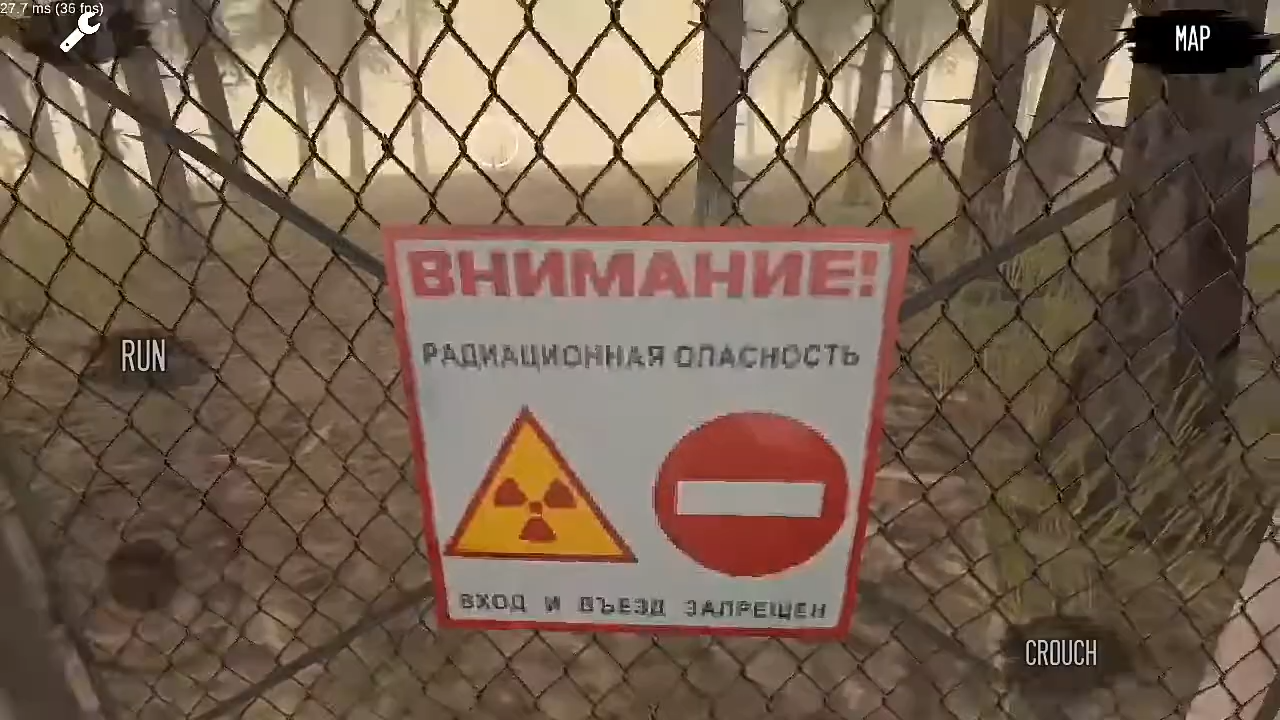 27.7 ms (36 fps)
MAP
ВНИМАНИЕ!
РАДИАЦИОННАЯ ОПАСНОСТЬ
RUN
ВХОД И ВЪЕЗД ЗАПРЕЩЕН
CROUCH